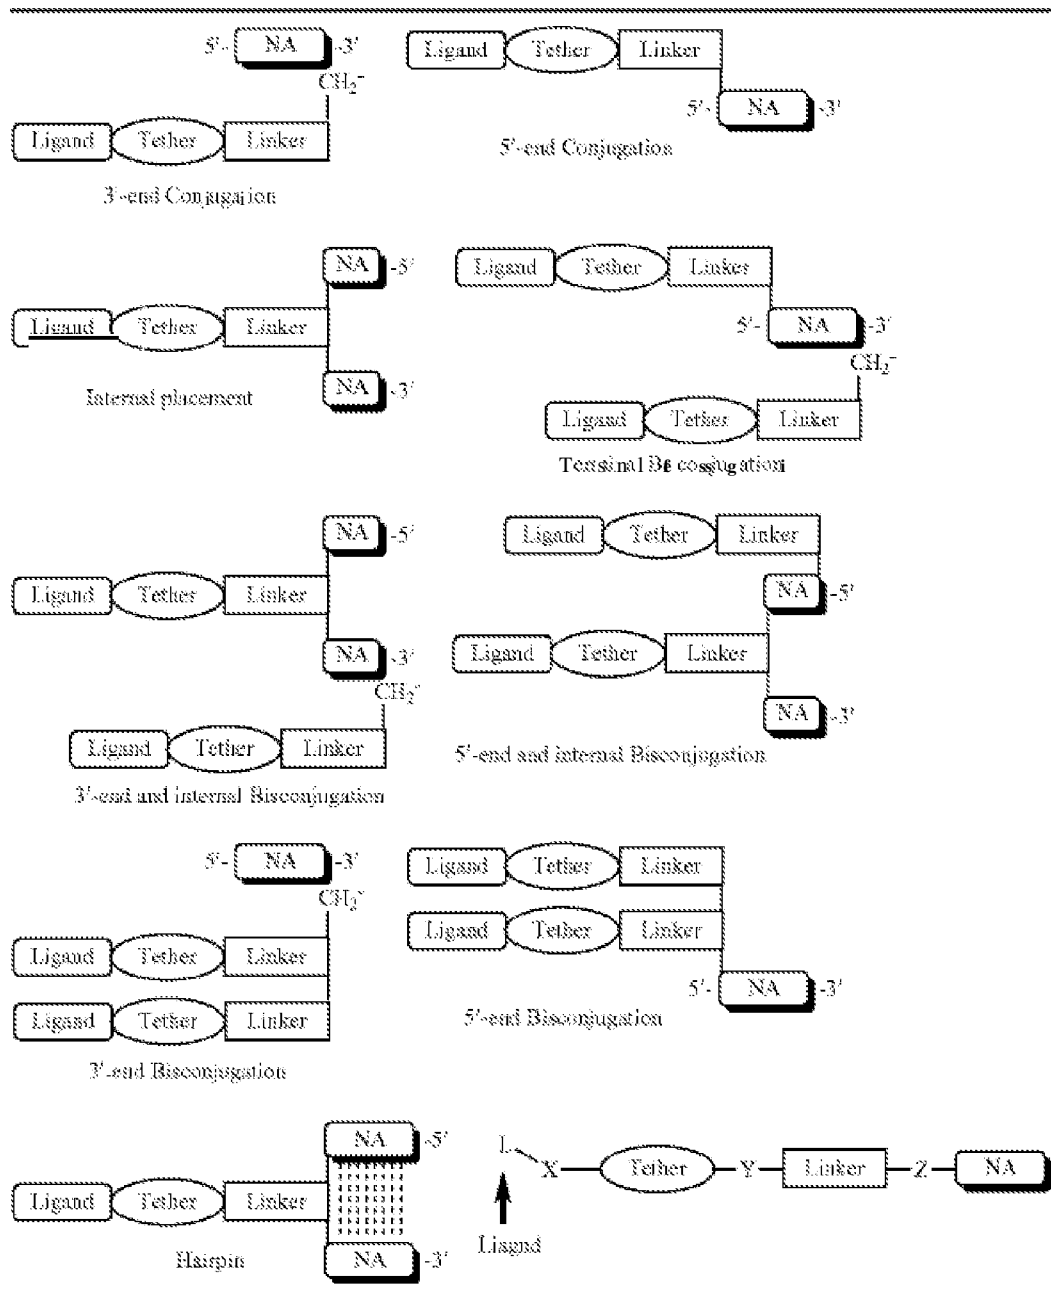 5'- NA -3'
CH2-
Ligand Tether Linker
3'-end Conjugation
Ligand Tether Linker
5'- NA -3'
5'-end Conjugation
NA -5'
Ligand Tether Linker
NA -3'
Internal placement
Ligand Tether Linker
5'- NA -3'
CH2-
Ligand Tether Linker
Terminal conjugation
NA -5'
Ligand Tether Linker
NA -3'
CH2-
Ligand Tether Linker
3'-end and internal Bisconjugation
Ligand Tether Linker
NA -5'
Ligand Tether Linker
NA -3'
5'-end and internal Bisconjugation
5'- NA -3'
CH2-
Ligand Tether Linker
Ligand Tether Linker
3'-end Bisconjugation
Ligand Tether Linker
Ligand Tether Linker
5'- NA -3'
5'-end Bisconjugation
NA -5'
Ligand Tether Linker
NA -3'
Hairpin
L
X Tether Y Linker Z NA
Liagnd